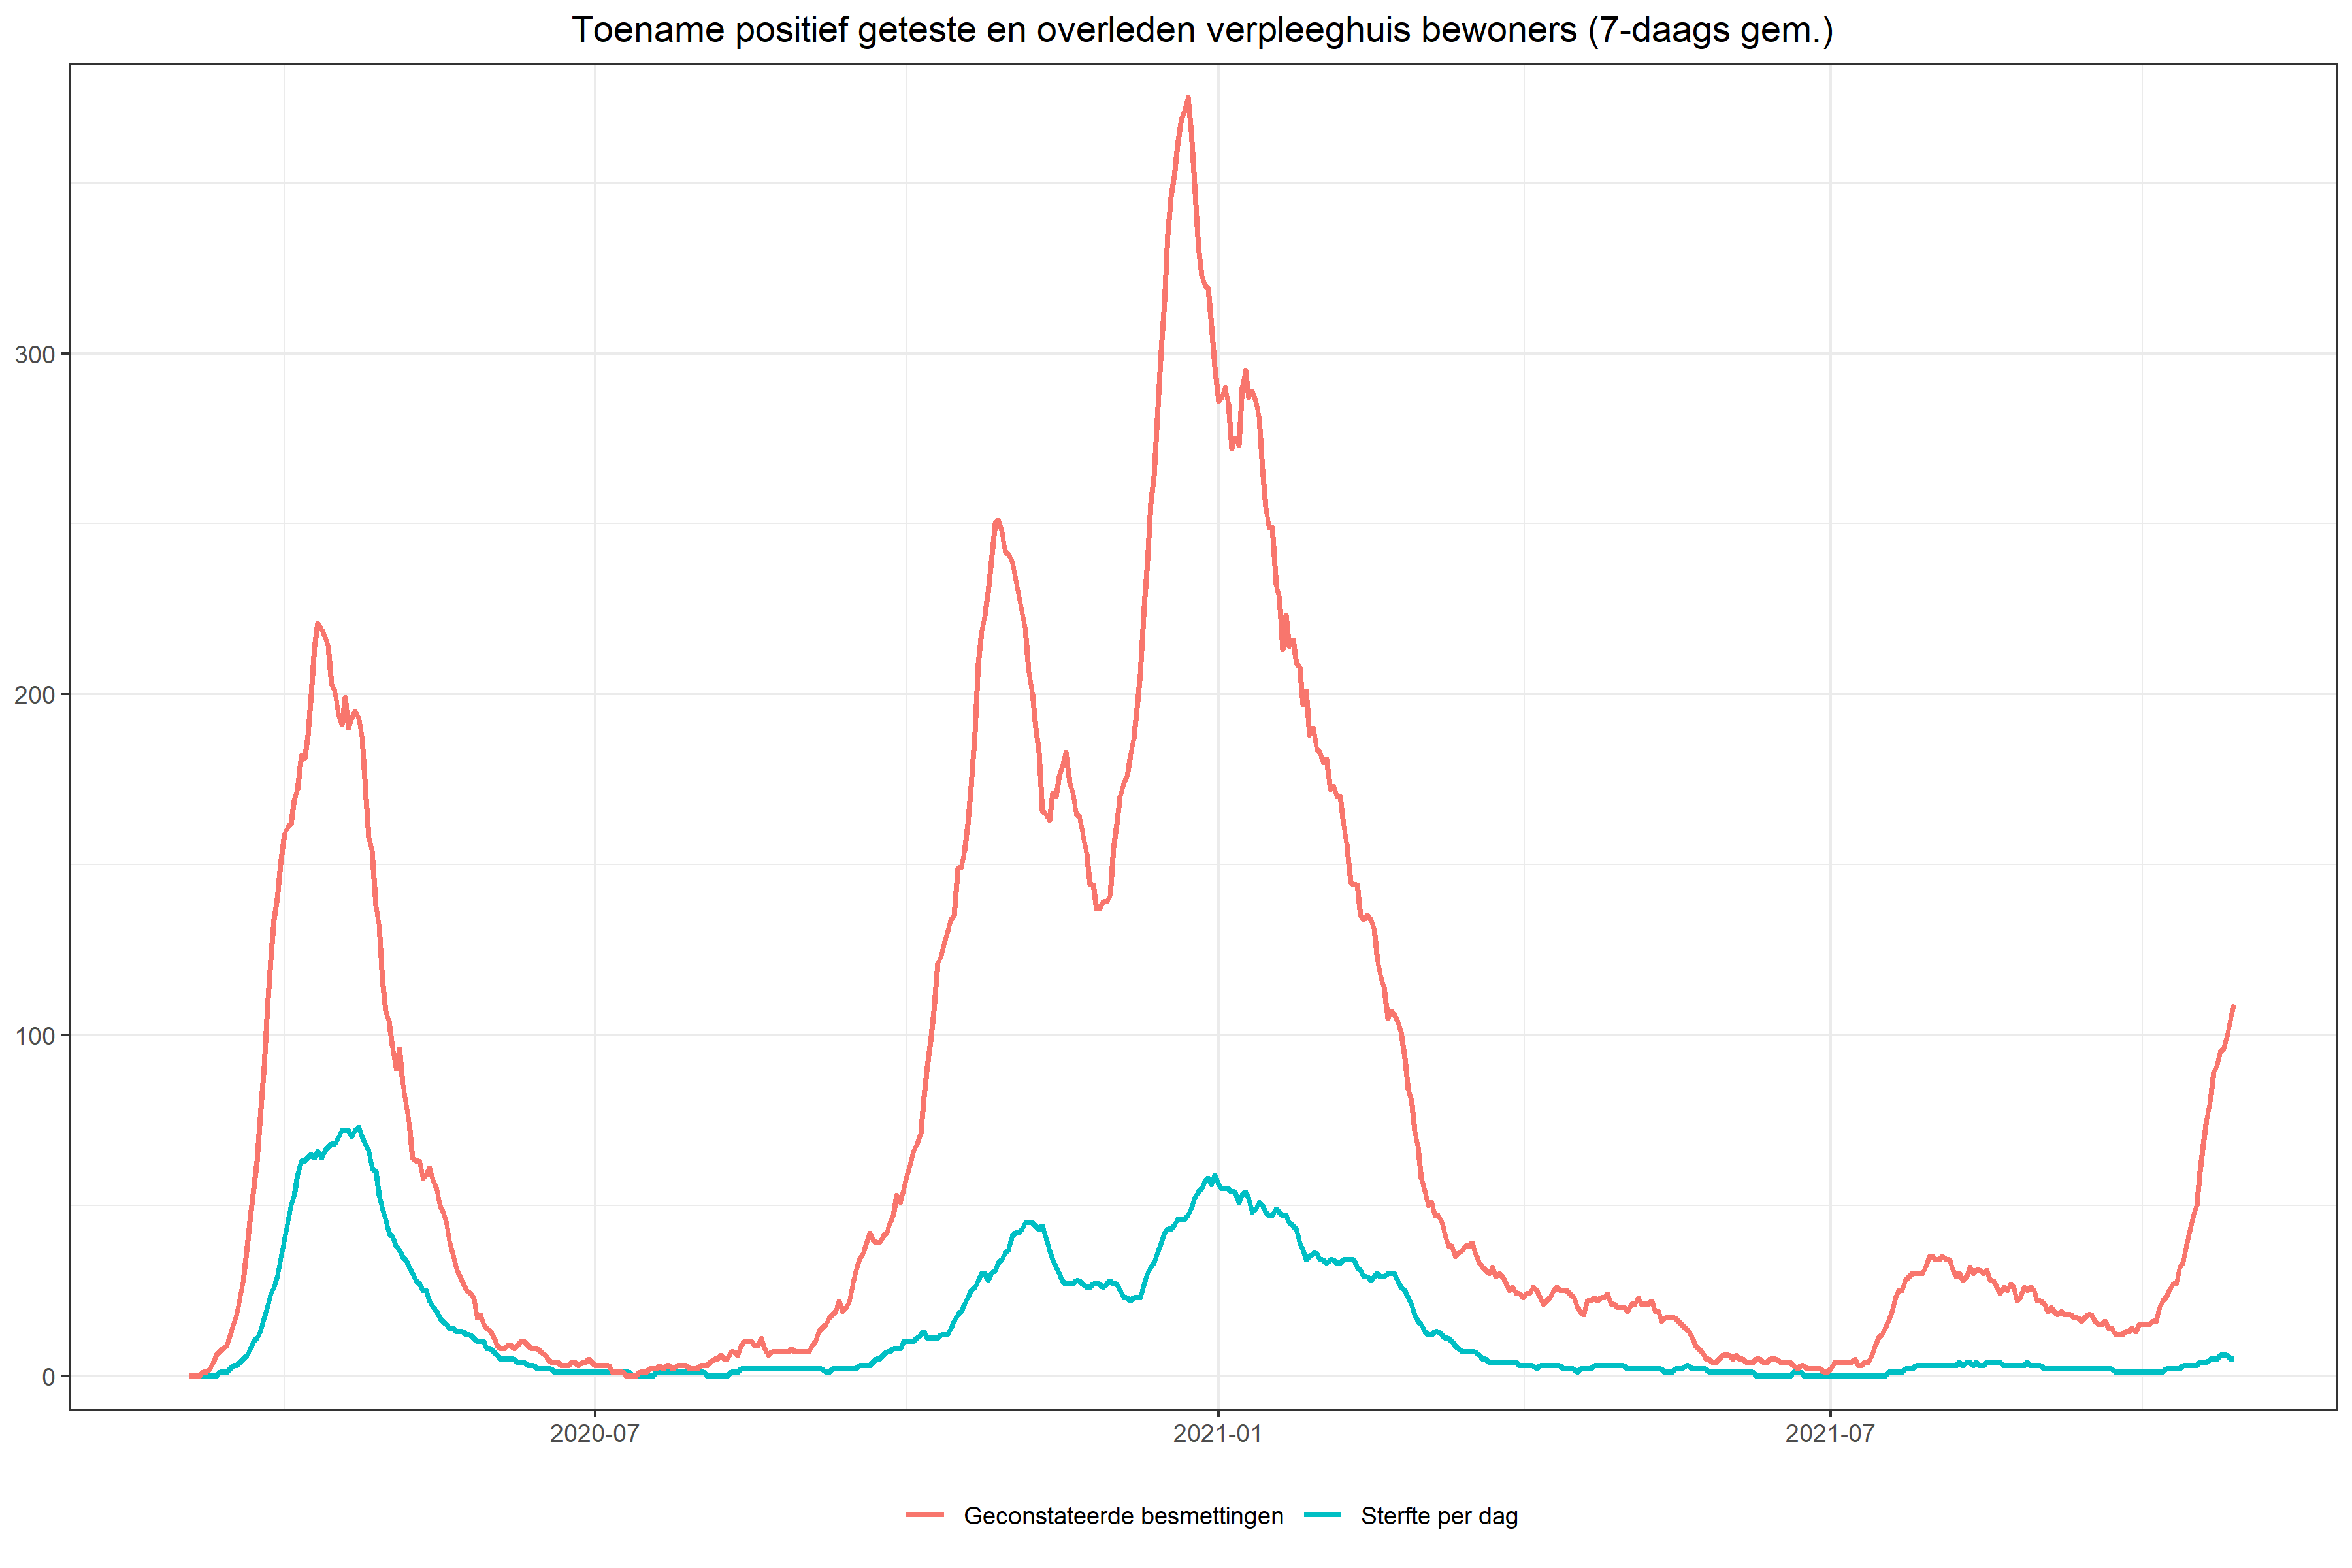 Toename positief geteste en overleden verpleeghuis bewoners (7-daags gem.)
300
200
100
0
2020-07 2021-01 2021-07
Geconstateerde besmettingen Sterfte per dag